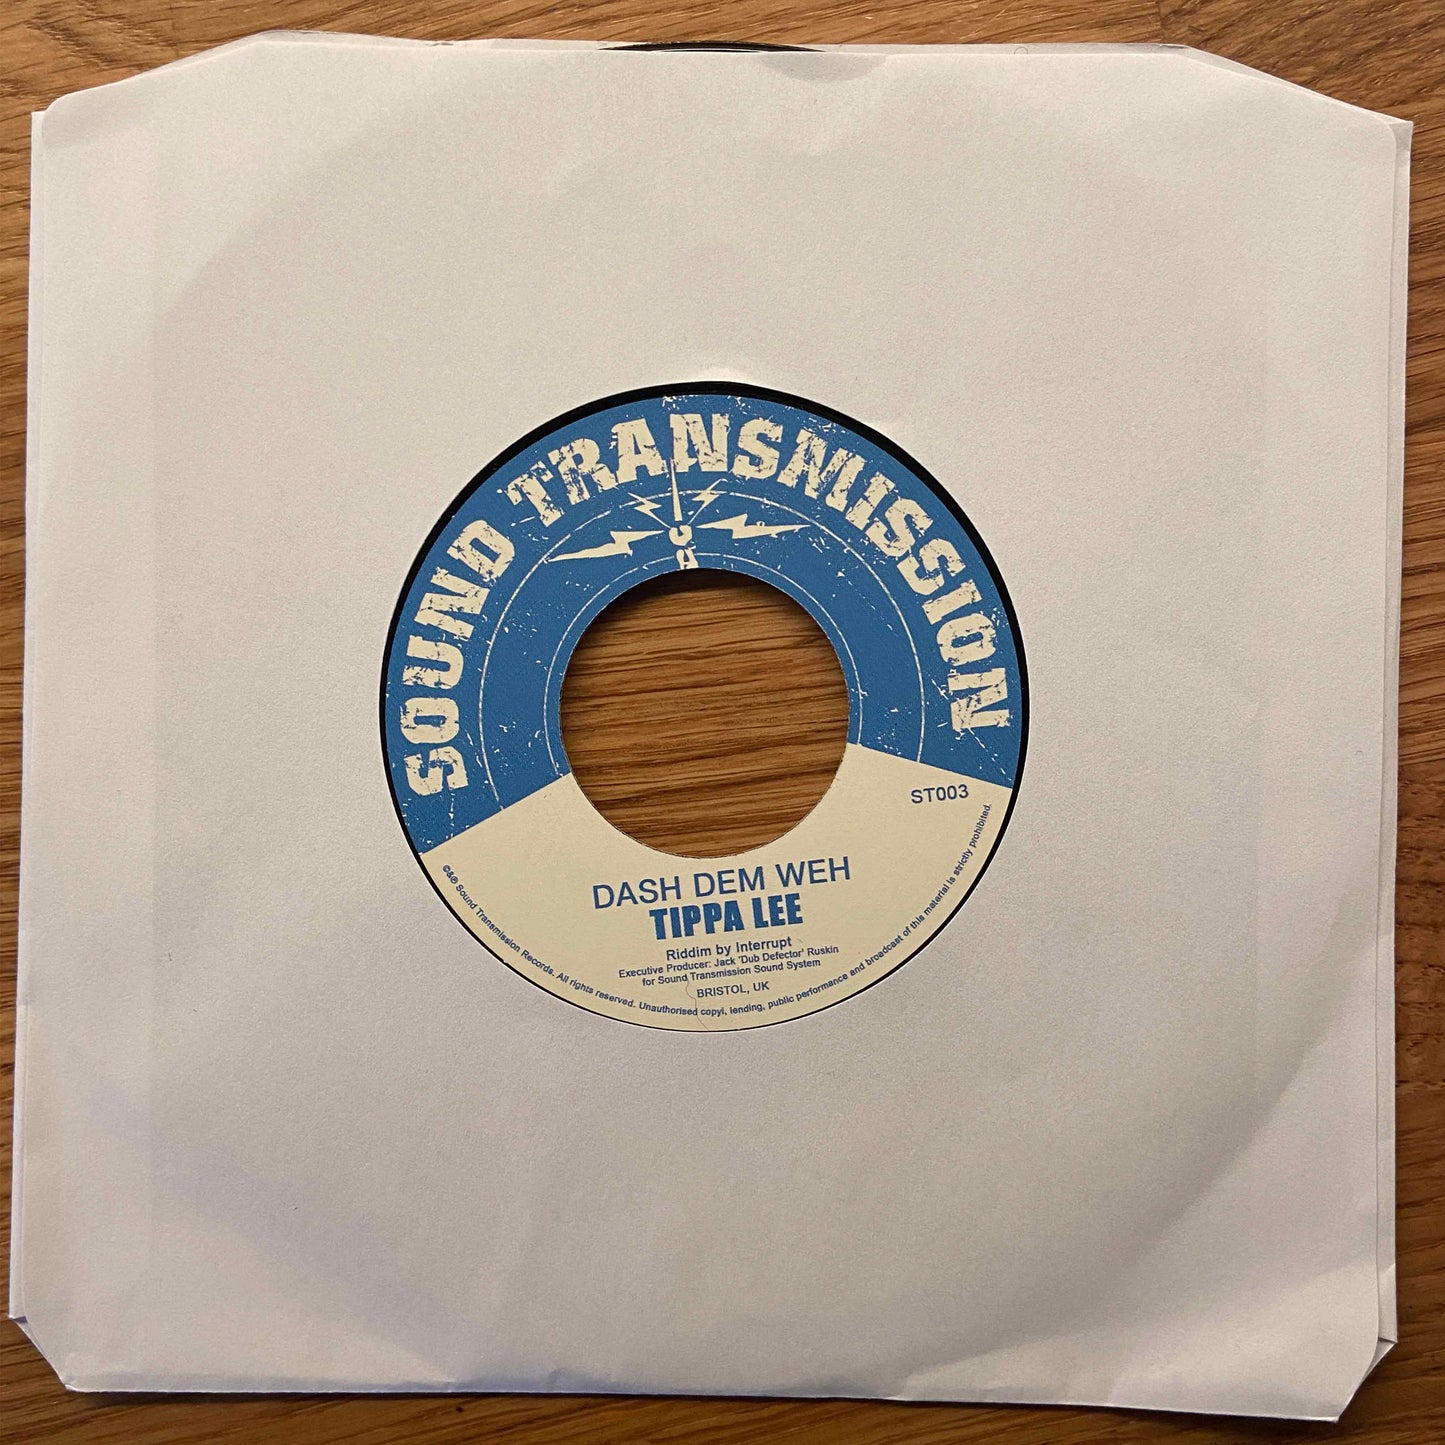 SOUND TRANSMISSION
ST003
DASH DEM WEH
TIPPA LEE
Riddim by Interrupt
Executive Producer: Jack 'Dub Defector' Ruskin
for Sound Transmission Sound System
BRISTOL, UK
©&℗ Sound Transmission Records. All rights reserved. Unauthorised copyi, lending, public performance and broadcast of this material is strictly prohibited.